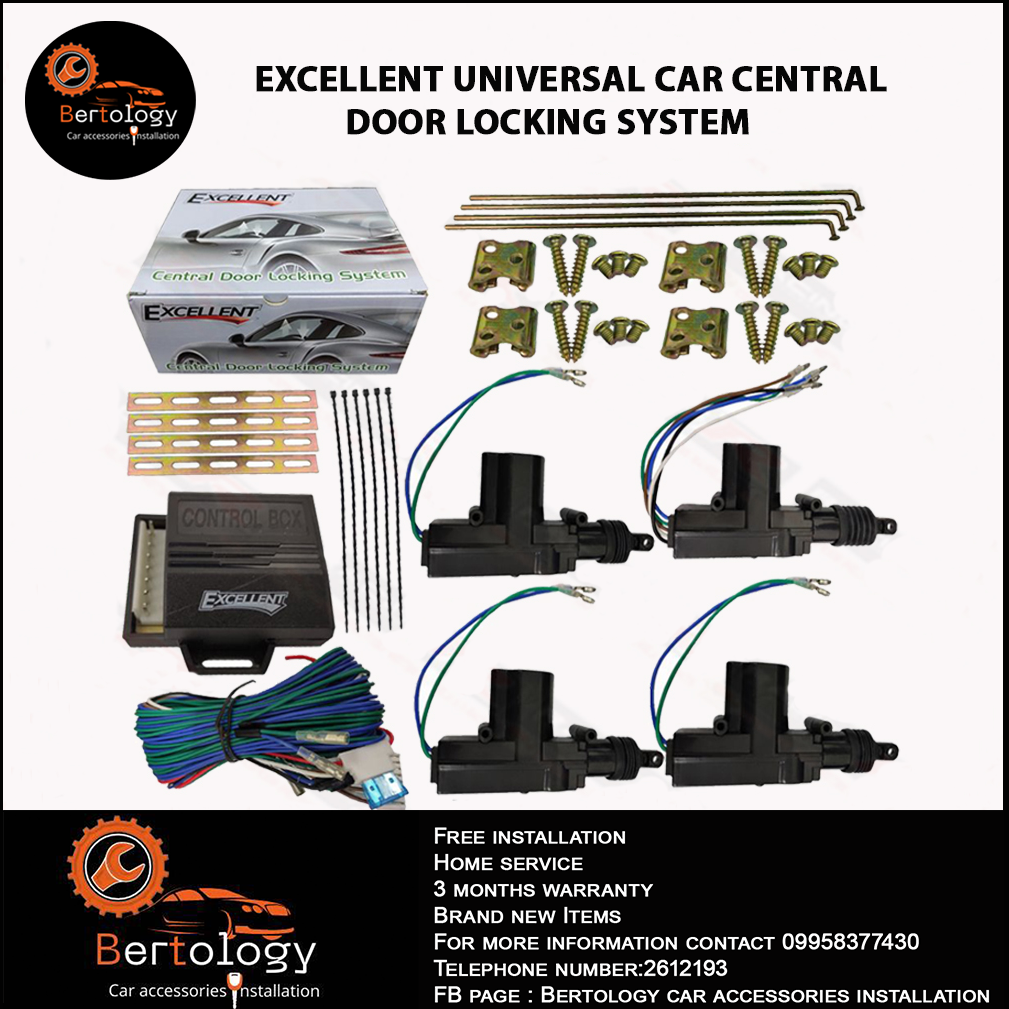 Bertology
Car accessories installation
EXCELLENT UNIVERSAL CAR CENTRAL
DOOR LOCKING SYSTEM
EXCELLENT
Central Door Locking System
EXCELLENT
Central Door Locking System
CONTROL BOX
EXCELLENT
Bertology
Car accessories installation
Free installation
Home service
3 months warranty
Brand new Items
For more information contact 09958377430
Telephone number:2612193
FB page : Bertology car accessories installation